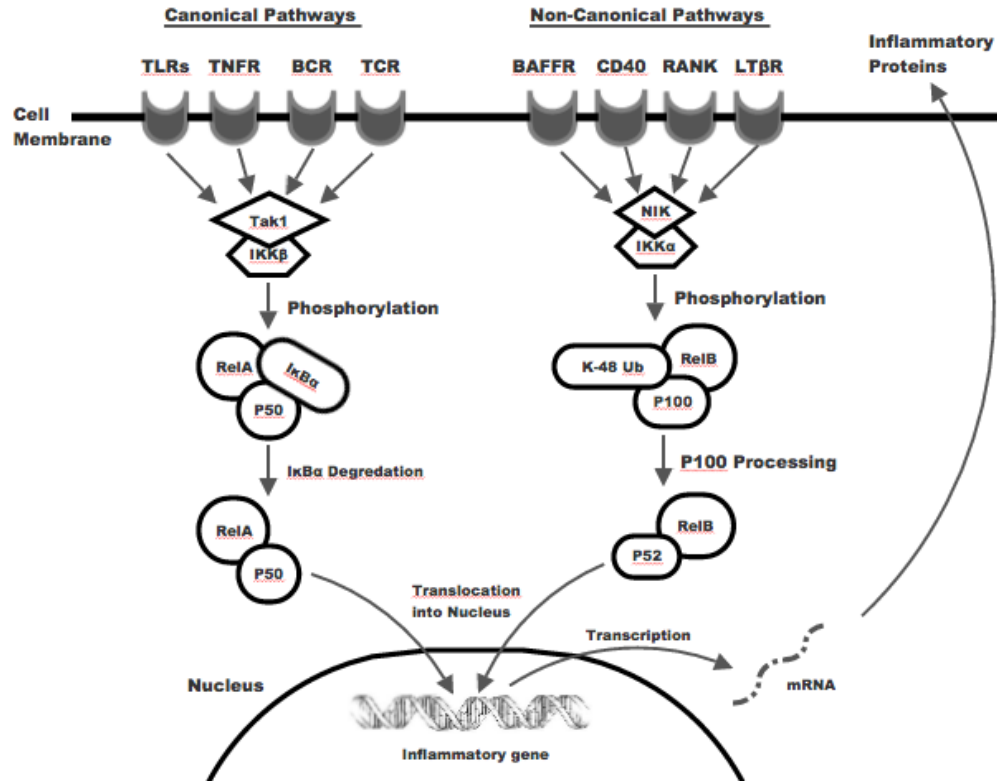 Canonical Pathways
Non-Canonical Pathways
Inflammatory
Proteins
TLRs TNFR BCR TCR
BAFFR CD40 RANK LTβR
Cell
Membrane
Tak1
IKKβ
NIK
IKKα
Phosphorylation
Phosphorylation
RelA
IκBα
P50
K-48 Ub
RelB
P100
IκBα Degredation
P100 Processing
RelA
P50
RelB
P52
Translocation
into Nucleus
Transcription
Nucleus
mRNA
Inflammatory gene